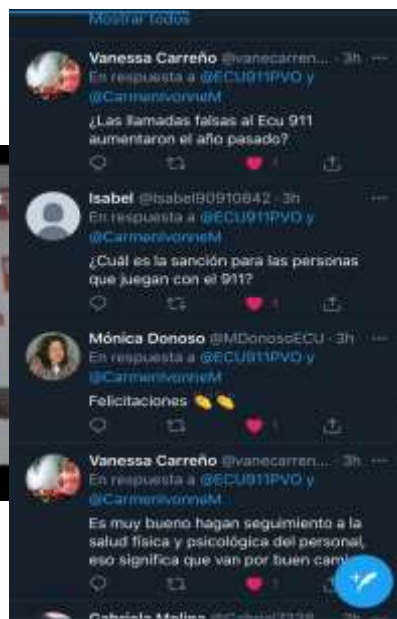 Mostrar todos
Vanessa Carreño @vanecarren... · 3h
En respuesta a @ECU911PVO y
@CarmenIvonneM
¿Las llamadas falsas al Ecu 911
aumentaron el año pasado?
1
Isabel @Isabel90910842 · 3h
En respuesta a @ECU911PVO y
@CarmenIvonneM
¿Cuál es la sanción para las personas
que juegan con el 911?
1
Mónica Donoso @MDonosoECU · 3h
En respuesta a @ECU911PVO y
@CarmenIvonneM
Felicitaciones 👏👏
1
Vanessa Carreño @vanecarren... · 3h
En respuesta a @ECU911PVO y
@CarmenIvonneM
Es muy bueno hagan seguimiento a la
salud física y psicológica del personal,
eso significa que van por buen
1
Gabriela Molina